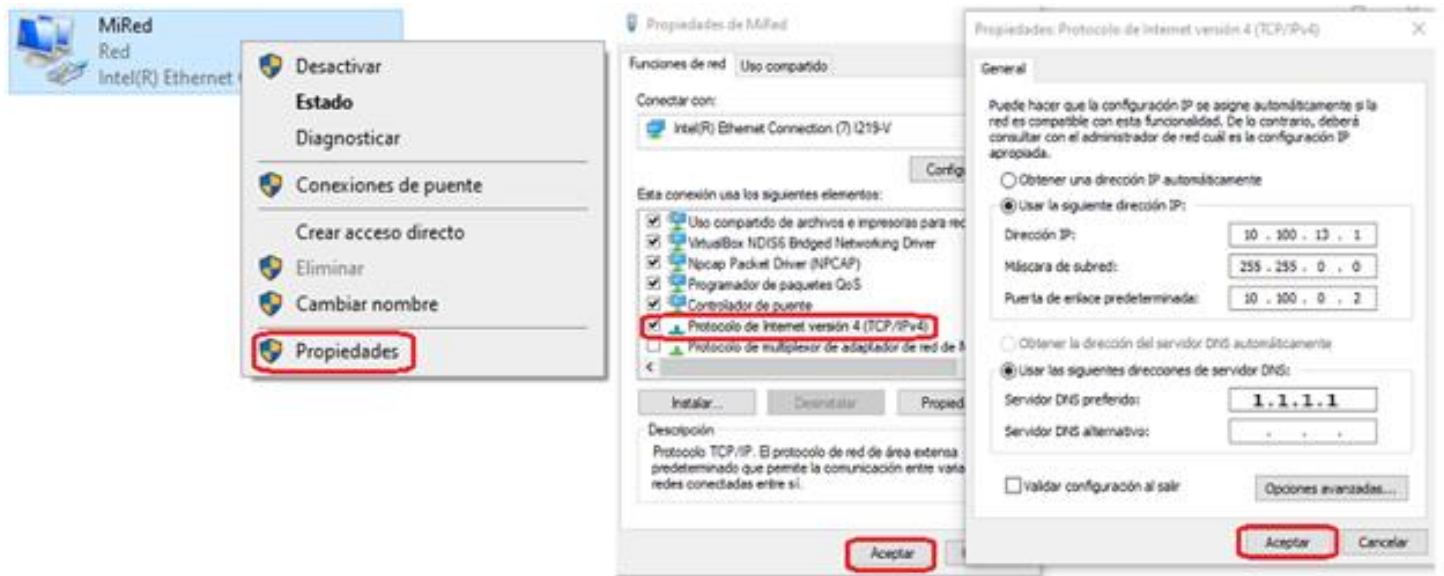 MiRed
Red
Intel(R) Ethernet
Desactivar
Estado
Diagnosticar
Conexiones de puente
Crear acceso directo
Eliminar
Cambiar nombre
Propiedades
Propiedades de MiRed
Funciones de red
Uso compartido
Conectar con:
Intel(R) Ethernet Connection (7) I219-V
Config
Esta conexión usa los siguientes elementos:
Uso compartido de archivos e impresoras para red
VirtualBox NDIS6 Bridged Networking Driver
Npcap Packet Driver (NPCAP)
Programador de paquetes QoS
Controlador de puente
Protocolo de Internet versión 4 (TCP/IPv4)
Protocolo de multiplexor de adaptador de red de M
Instalar...
Desinstalar
Propied
Descripción
Protocolo TCP/IP. El protocolo de red de área extensa
predeterminado que permite la comunicación entre varia
redes conectadas entre sí.
Aceptar
Propiedades: Protocolo de Internet versión 4 (TCP/IPv4)
General
Puede hacer que la configuración IP se asigne automáticamente si la
red es compatible con esta funcionalidad. De lo contrario, deberá
consultar con el administrador de red cuál es la configuración IP
apropiada.
Obtener una dirección IP automáticamente
Usar la siguiente dirección IP:
Dirección IP: 10 . 100 . 13 . 1
Máscara de subred: 255 . 255 . 0 . 0
Puerta de enlace predeterminada: 10 . 100 . 0 . 2
Obtener la dirección del servidor DNS automáticamente
Usar las siguientes direcciones de servidor DNS:
Servidor DNS preferido: 1.1.1.1
Servidor DNS alternativo: . . .
Validar configuración al salir
Opciones avanzadas...
Aceptar
Cancelar